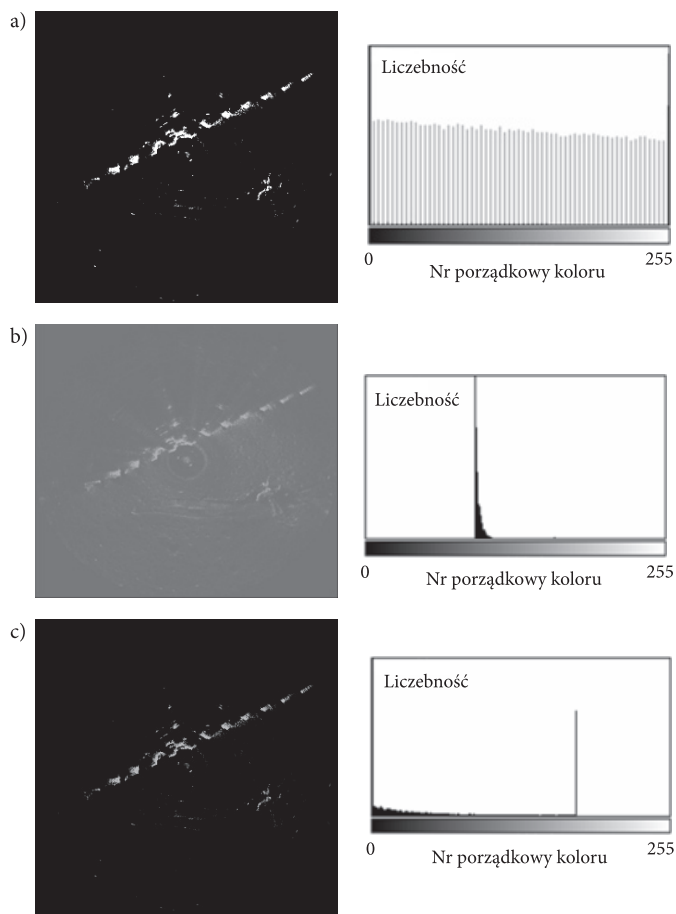 a)
Liczebność
0
255
Nr porządkowy koloru
b)
Liczebność
0
255
Nr porządkowy koloru
c)
Liczebność
0
255
Nr porządkowy koloru